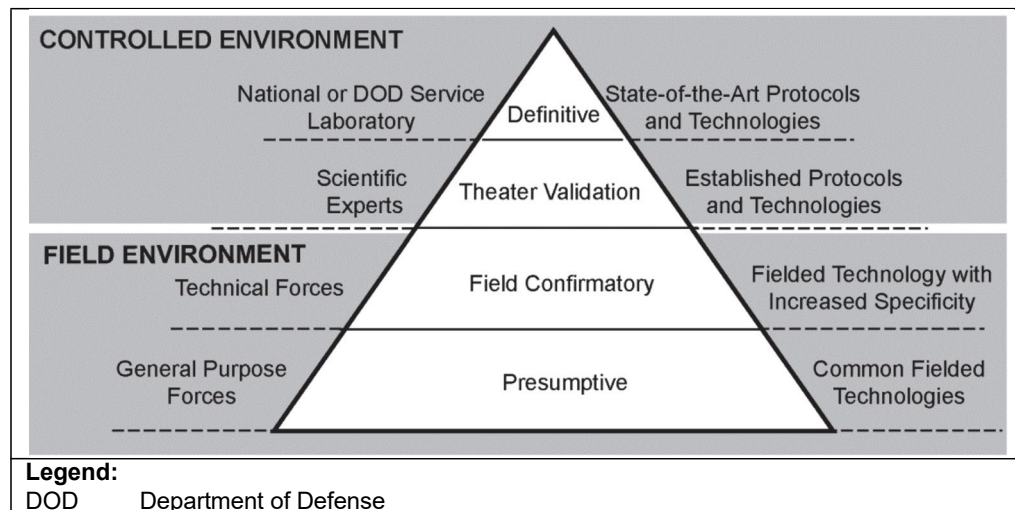 CONTROLLED ENVIRONMENT
National or DOD Service
Laboratory
Definitive
State-of-the-Art Protocols
and Technologies
Scientific
Experts
Theater Validation
Established Protocols
and Technologies
FIELD ENVIRONMENT
Technical Forces
Field Confirmatory
Fielded Technology with
Increased Specificity
General Purpose
Forces
Presumptive
Common Fielded
Technologies
Legend:
DOD Department of Defense